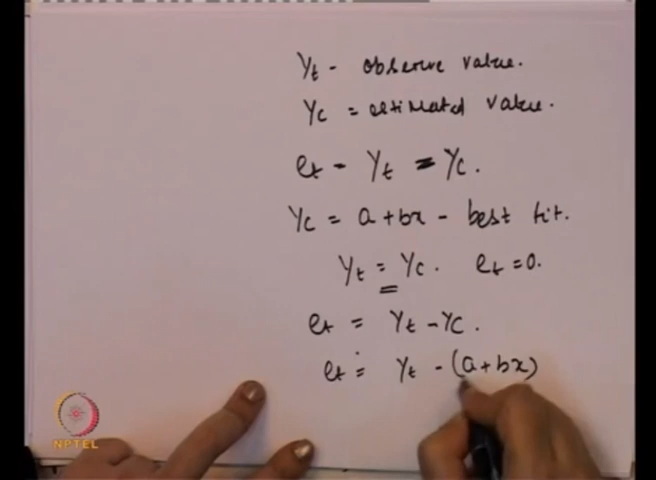 Yt - observe value.
Yc = estimated value.
et - Yt = Yc.
Yc = a + bx - best fit.
Yt = Yc. et = 0.
et = Yt - Yc.
et = Yt - (a + bx)
NPTEL